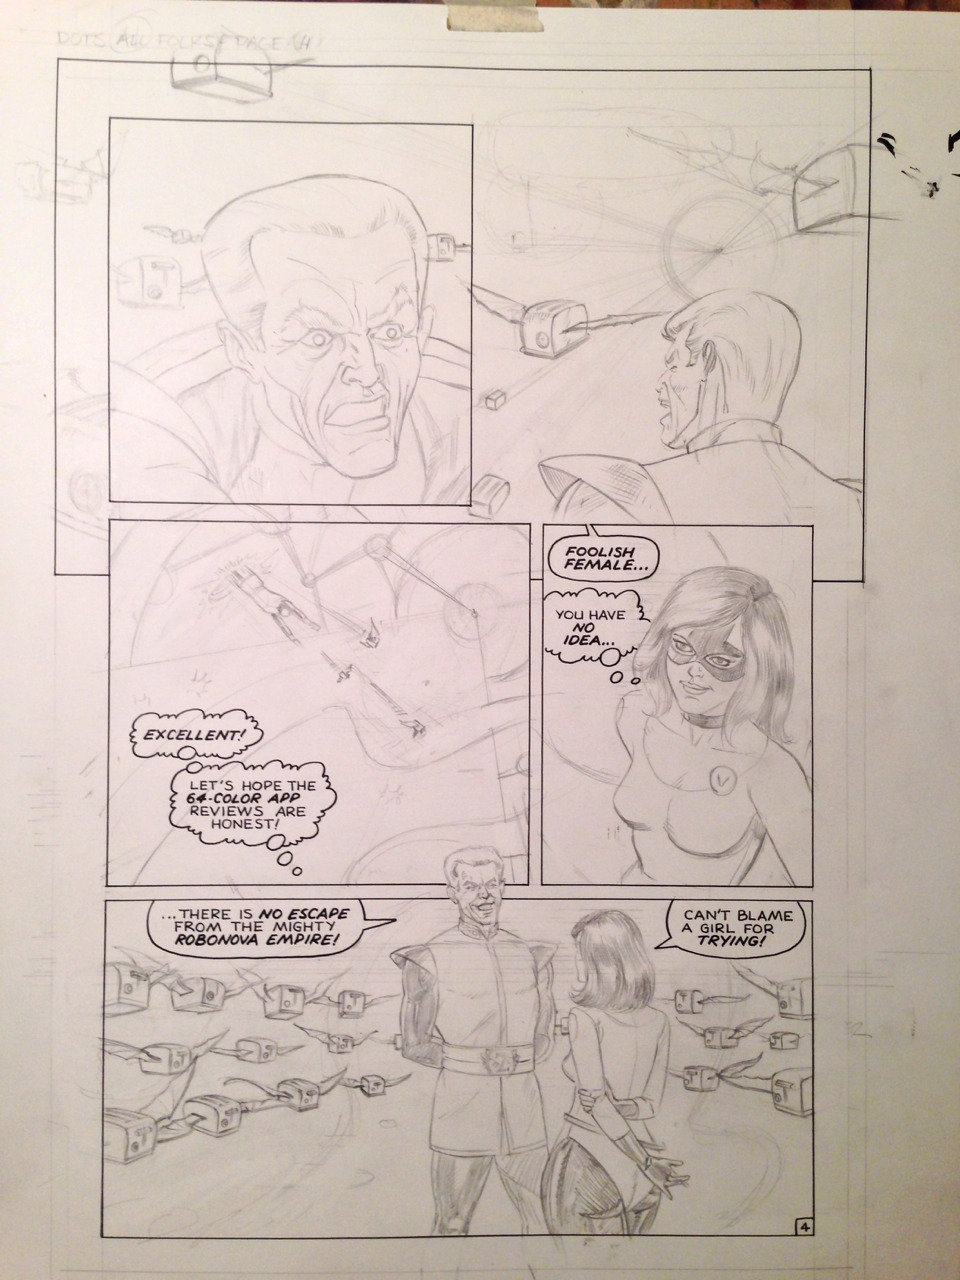 DOTS ALL FOLKS! PAGE
T
FOOLISH
FEMALE...
YOU HAVE
NO
IDEA...
EXCELLENT!
LET'S HOPE THE
64-COLOR APP
REVIEWS ARE
HONEST!
V
...THERE IS NO ESCAPE
FROM THE MIGHTY
ROBONOVA EMPIRE!
CAN'T BLAME
A GIRL FOR
TRYING!
T
T
T
T
T
T
T
T
4